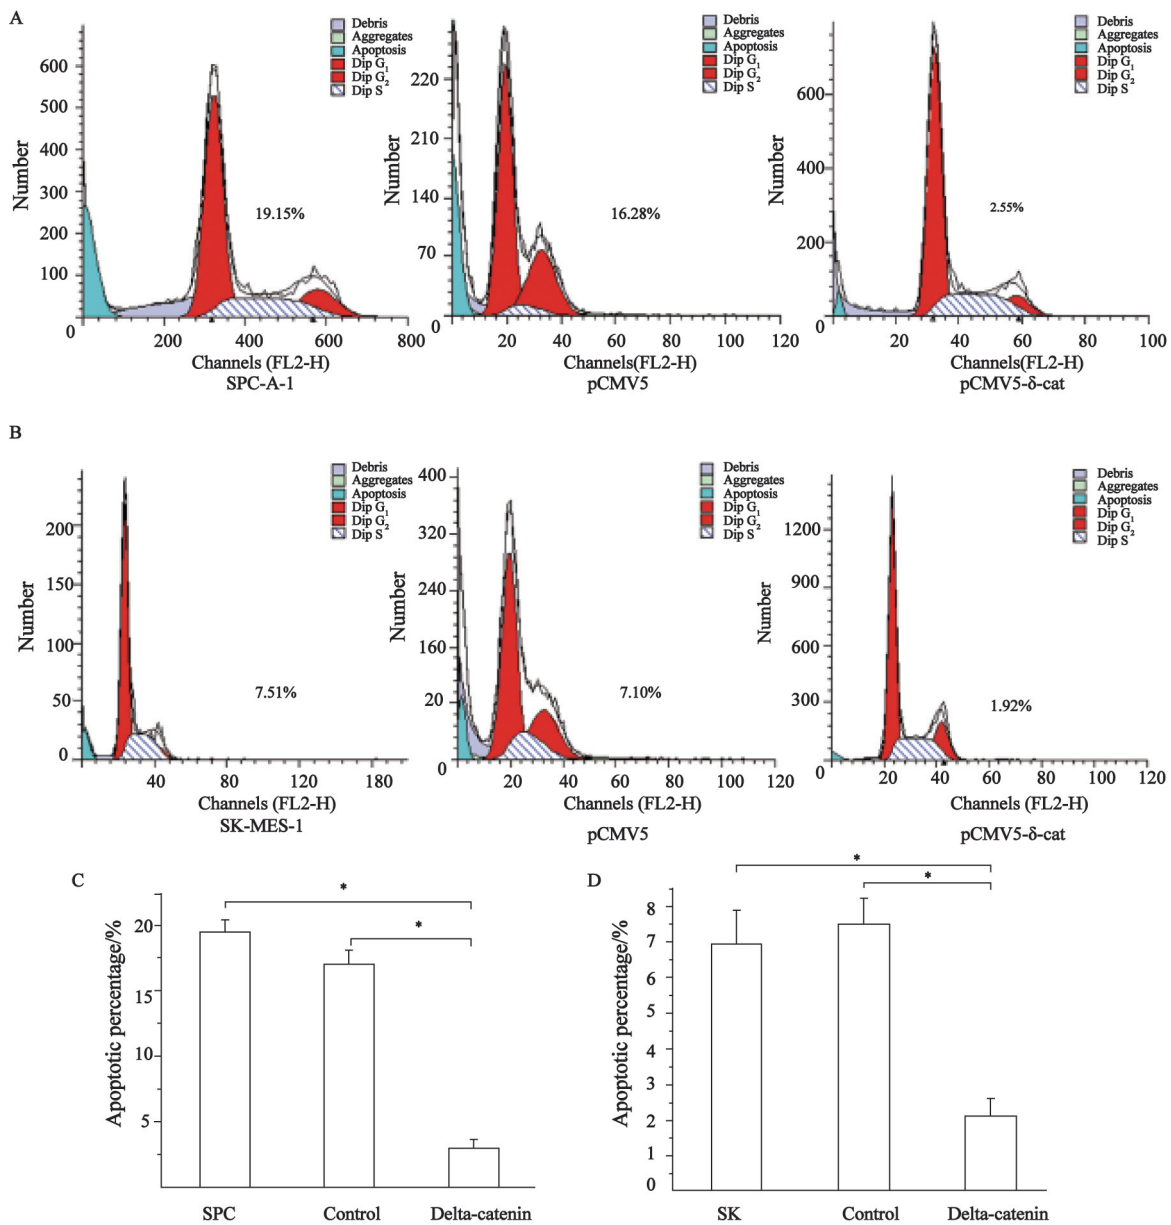 A
Debris
Aggregates
Apoptosis
Dip G1
Dip G2
Dip S
Number
600
500
400
300
200
100
0
19.15%
200 400 600 800
Channels (FL2-H)
SPC-A-1
Debris
Aggregates
Apoptosis
Dip G1
Dip G2
Dip S
Number
220
210
140
70
0
16.28%
20 40 60 80 100 120
Channels(FL2-H)
pCMV5
Debris
Aggregates
Apoptosis
Dip G1
Dip G2
Dip S
Number
600
400
200
0
2.55%
20 40 60 80 100
Channels(FL2-H)
pCMV5-δ-cat
B
Debris
Aggregates
Apoptosis
Dip G1
Dip G2
Dip S
Number
200
150
100
50
0
7.51%
40 80 120 180
Channels (FL2-H)
SK-MES-1
Debris
Aggregates
Apoptosis
Dip G1
Dip G2
Dip S
Number
400
320
240
160
20
0
7.10%
20 40 60 80 100 120
Channels (FL2-H)
pCMV5
Debris
Aggregates
Apoptosis
Dip G1
Dip G2
Dip S
Number
1200
900
600
300
0
1.92%
20 40 60 80 100 120
Channels (FL2-H)
pCMV5-δ-cat
C
Apoptotic percentage/%
20
15
10
5
*
*
SPC Control Delta-catenin
D
Apoptotic percentage/%
8
7
6
5
4
3
2
1
0
*
*
SK Control Delta-catenin